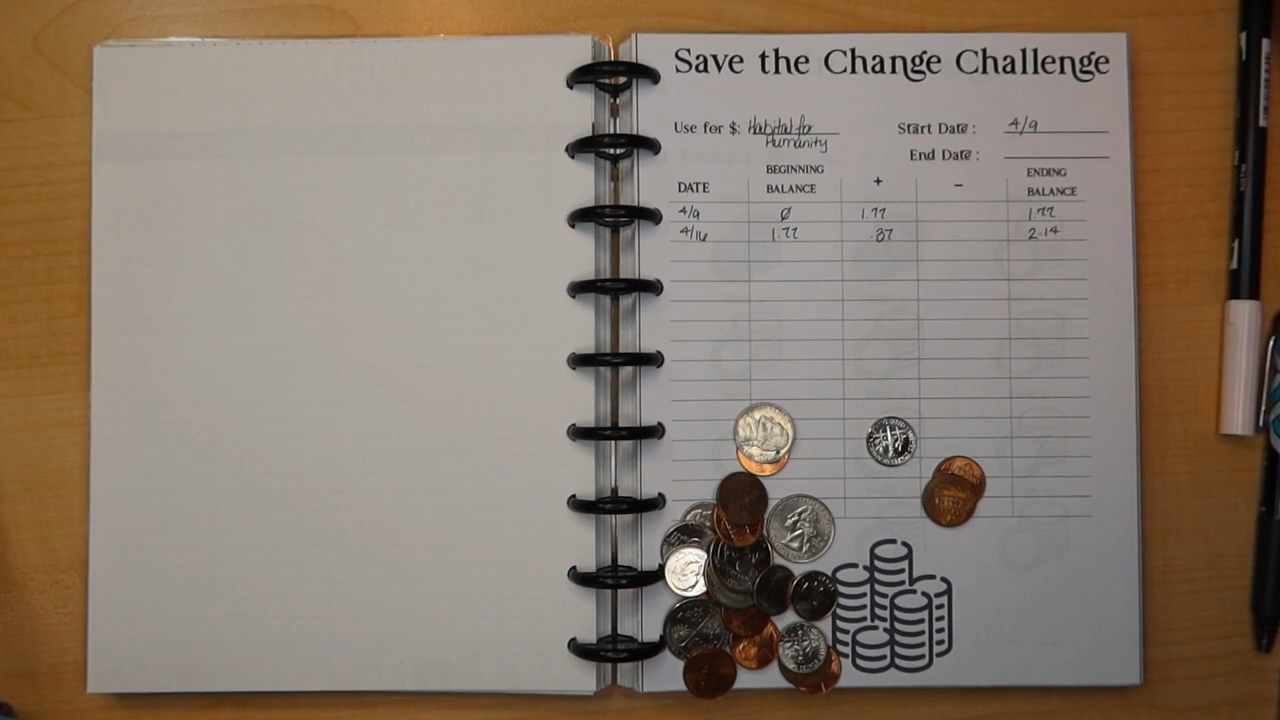 Save the Change Challenge
Use for $: Habitat for Humanity
Start Date: 4/9
End Date:
DATE BEGINNING BALANCE + - ENDING BALANCE
4/9 Ø 1.77 1.77
4/16 1.77 .37 2.14